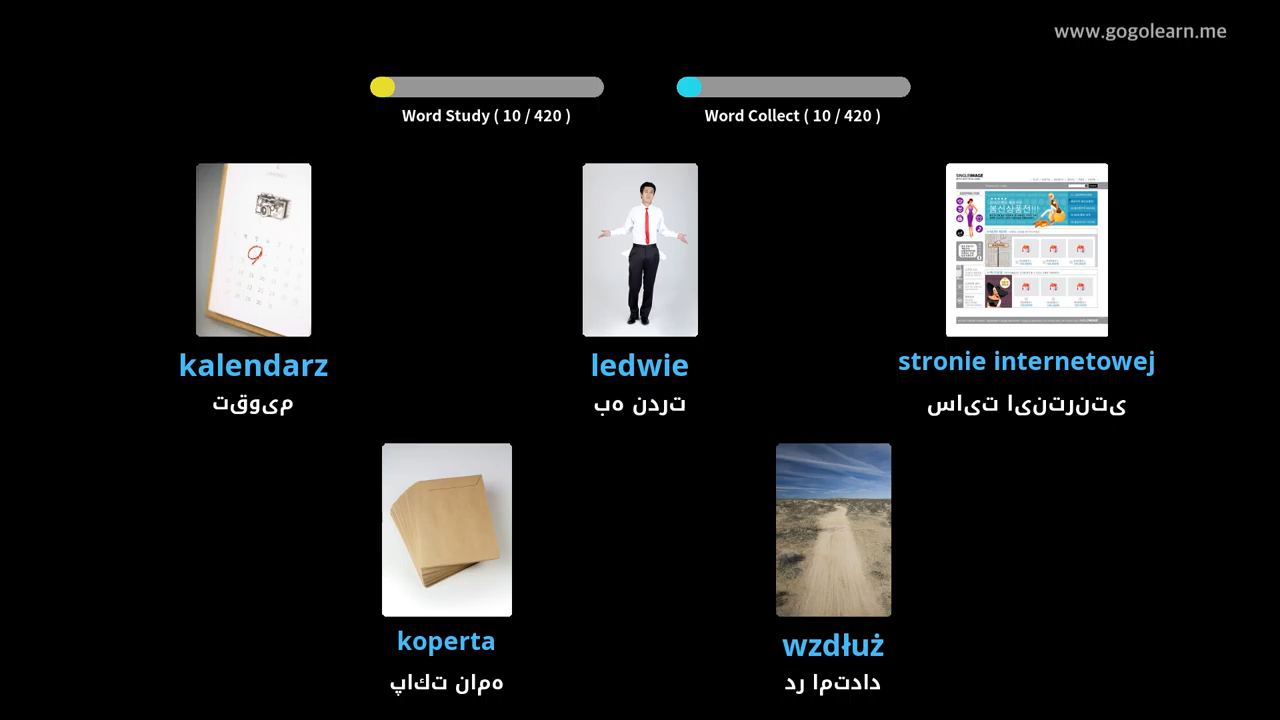 www.gogolearn.me
Word Study ( 10 / 420 )
Word Collect ( 10 / 420 )
kalendarz
میوقت
ledwie
تردن هب
stronie internetowej
یتنرتنیا تیاس
koperta
همان تكاپ
wzdłuż
دادتما رد